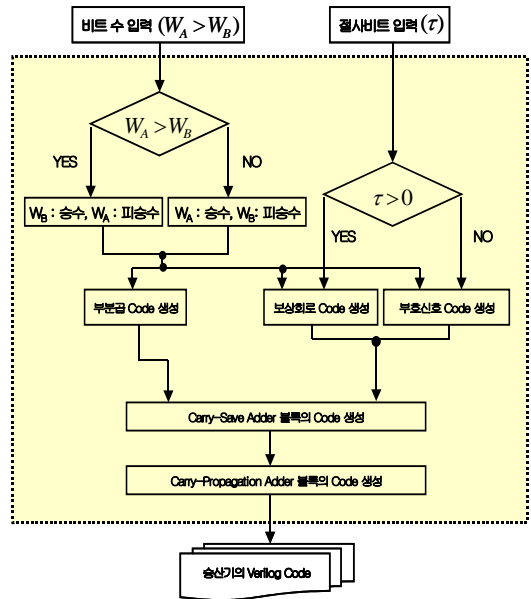 비트 수 입력 (W_A > W_B)
절사비트 입력 (τ)
W_A > W_B
YES
NO
τ > 0
W_B : 승수, W_A : 피승수
W_A : 승수, W_B : 피승수
YES
NO
부분곱 Code 생성
보상회로 Code 생성
부호신호 Code 생성
Carry-Save Adder 블록의 Code 생성
Carry-Propagation Adder 블록의 Code 생성
승산기의 Verilog Code